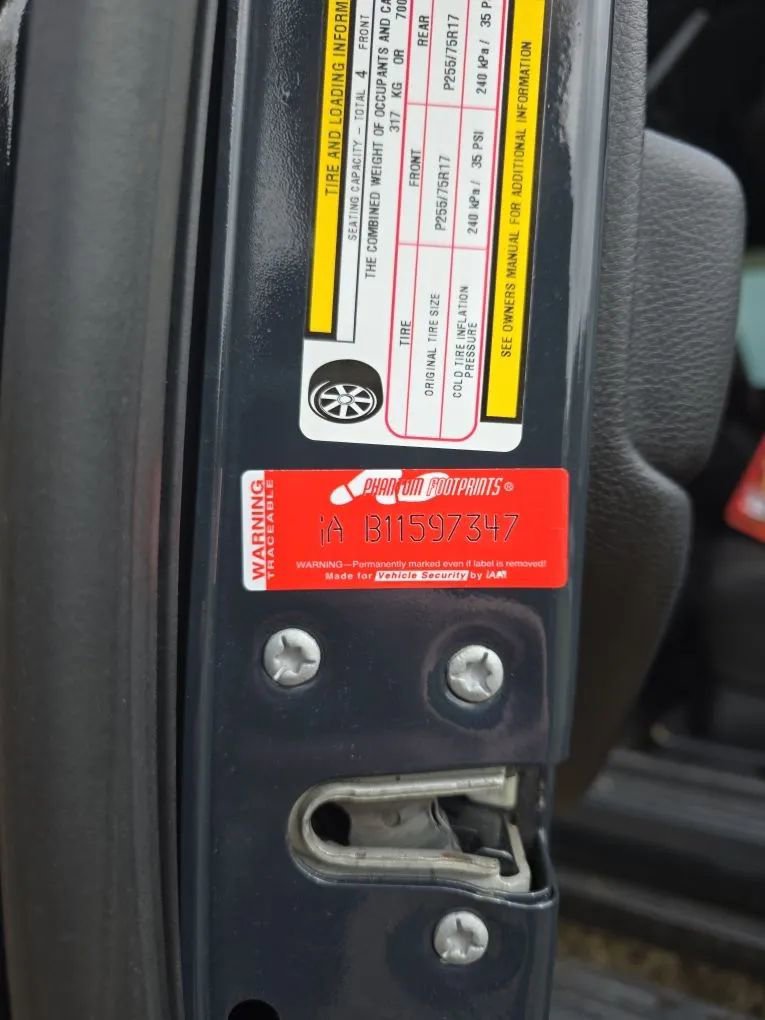 TIRE AND LOADING
SEATING CAPACITY – TOTAL 4 FRONT
THE COMBINED WEIGHT OF OCCUPANTS AND
317 KG OR 700
TIRE FRONT REAR
ORIGINAL TIRE SIZE P255/75R17 P255/75R17
COLD TIRE INFLATION
PRESSURE 240 kPa / 35 PSI 240 kPa / 35
SEE OWNERS MANUAL FOR ADDITIONAL INFORMATION
WARNING
TRACEABLE
PHANTOM FOOTPRINTS®
iA B11597347
WARNING—Permanently marked even if label is removed!
Made for Vehicle Security by